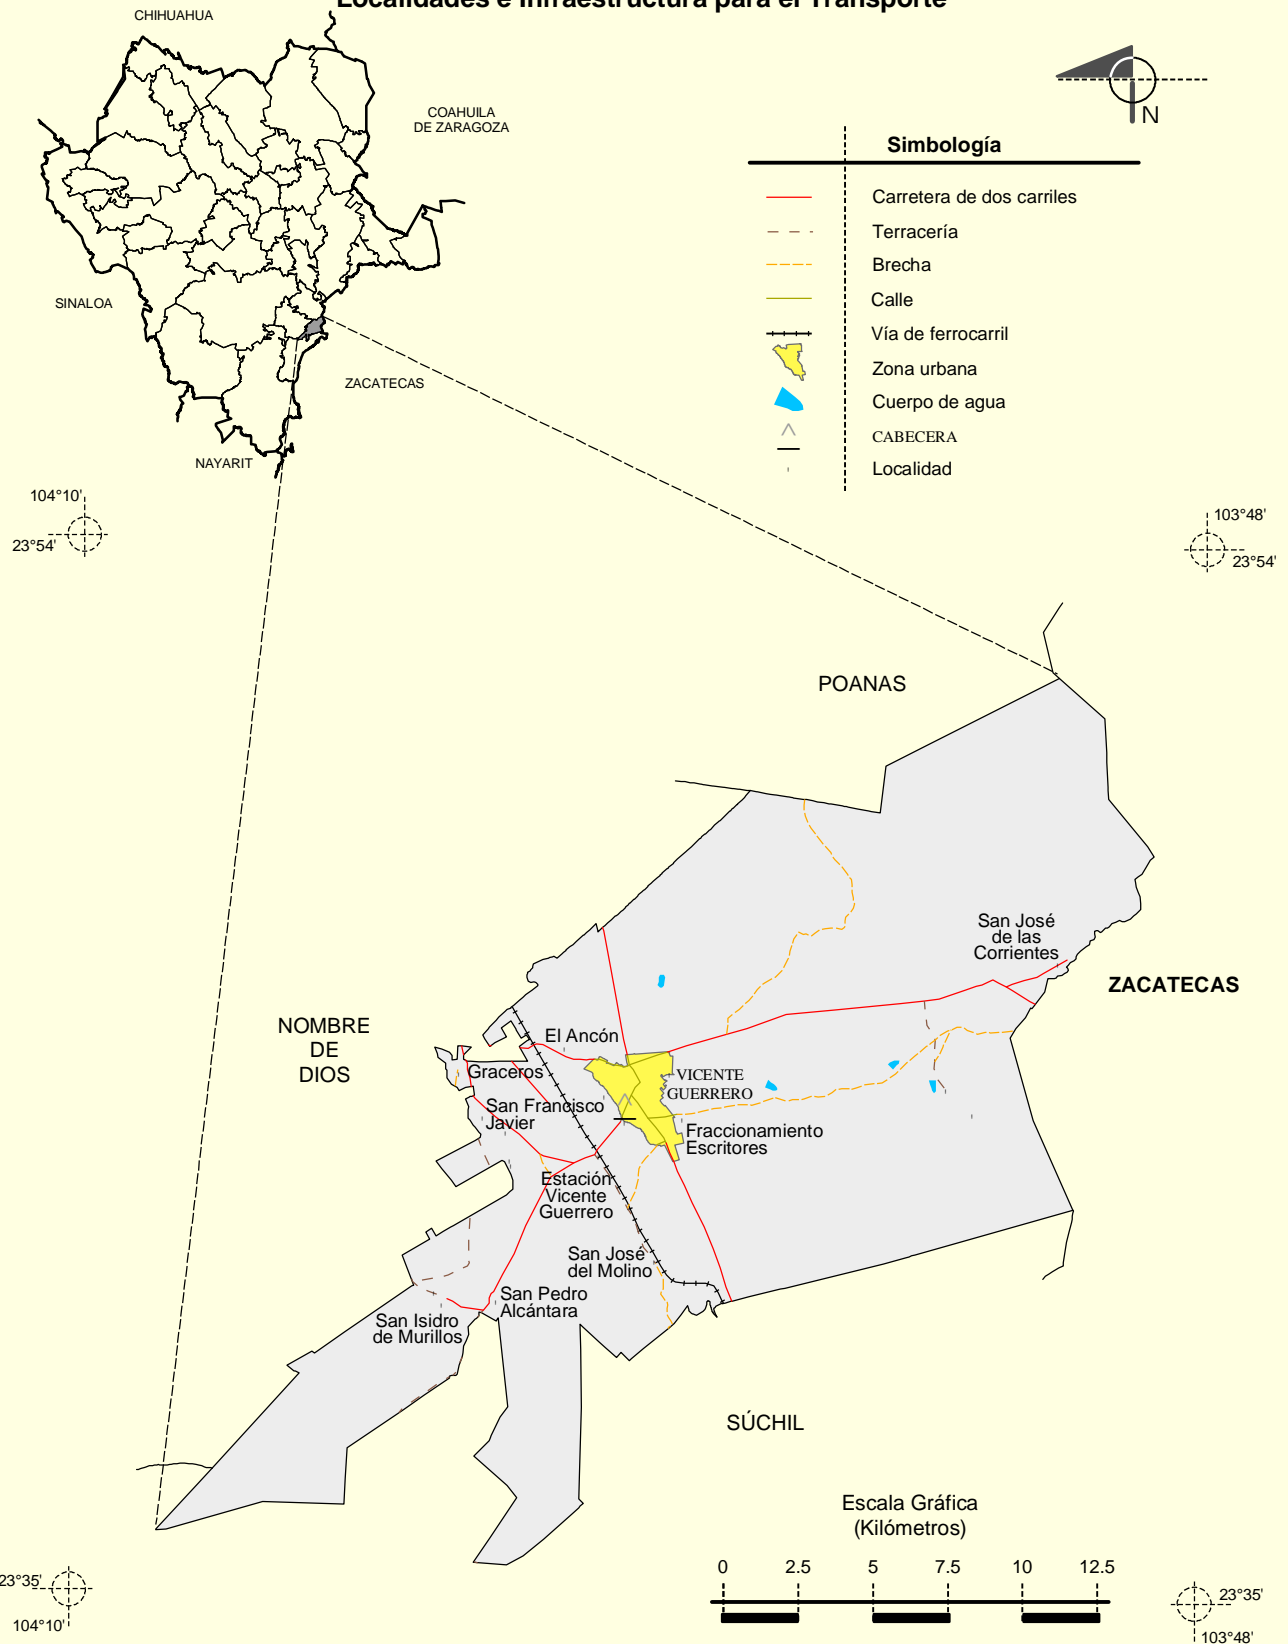 Localidades e Infraestructura para el Transporte
CHIHUAHUA
COAHUILA
DE ZARAGOZA
SINALOA
ZACATECAS
NAYARIT
N
Simbología
Carretera de dos carriles
Terracería
Brecha
Calle
Vía de ferrocarril
Zona urbana
Cuerpo de agua
CABECERA
Localidad
104°10'
23°54'
103°48'
23°54'
POANAS
San José
de las
Corrientes
ZACATECAS
NOMBRE
DE
DIOS
El Ancón
Graceros
VICENTE
GUERRERO
San Francisco
Javier
Fraccionamiento
Escritores
Estación
Vicente
Guerrero
San José
del Molino
San Pedro
Alcántara
San Isidro
de Murillos
SÚCHIL
Escala Gráfica
(Kilómetros)
0 2.5 5 7.5 10 12.5
23°35'
104°10'
23°35'
103°48'